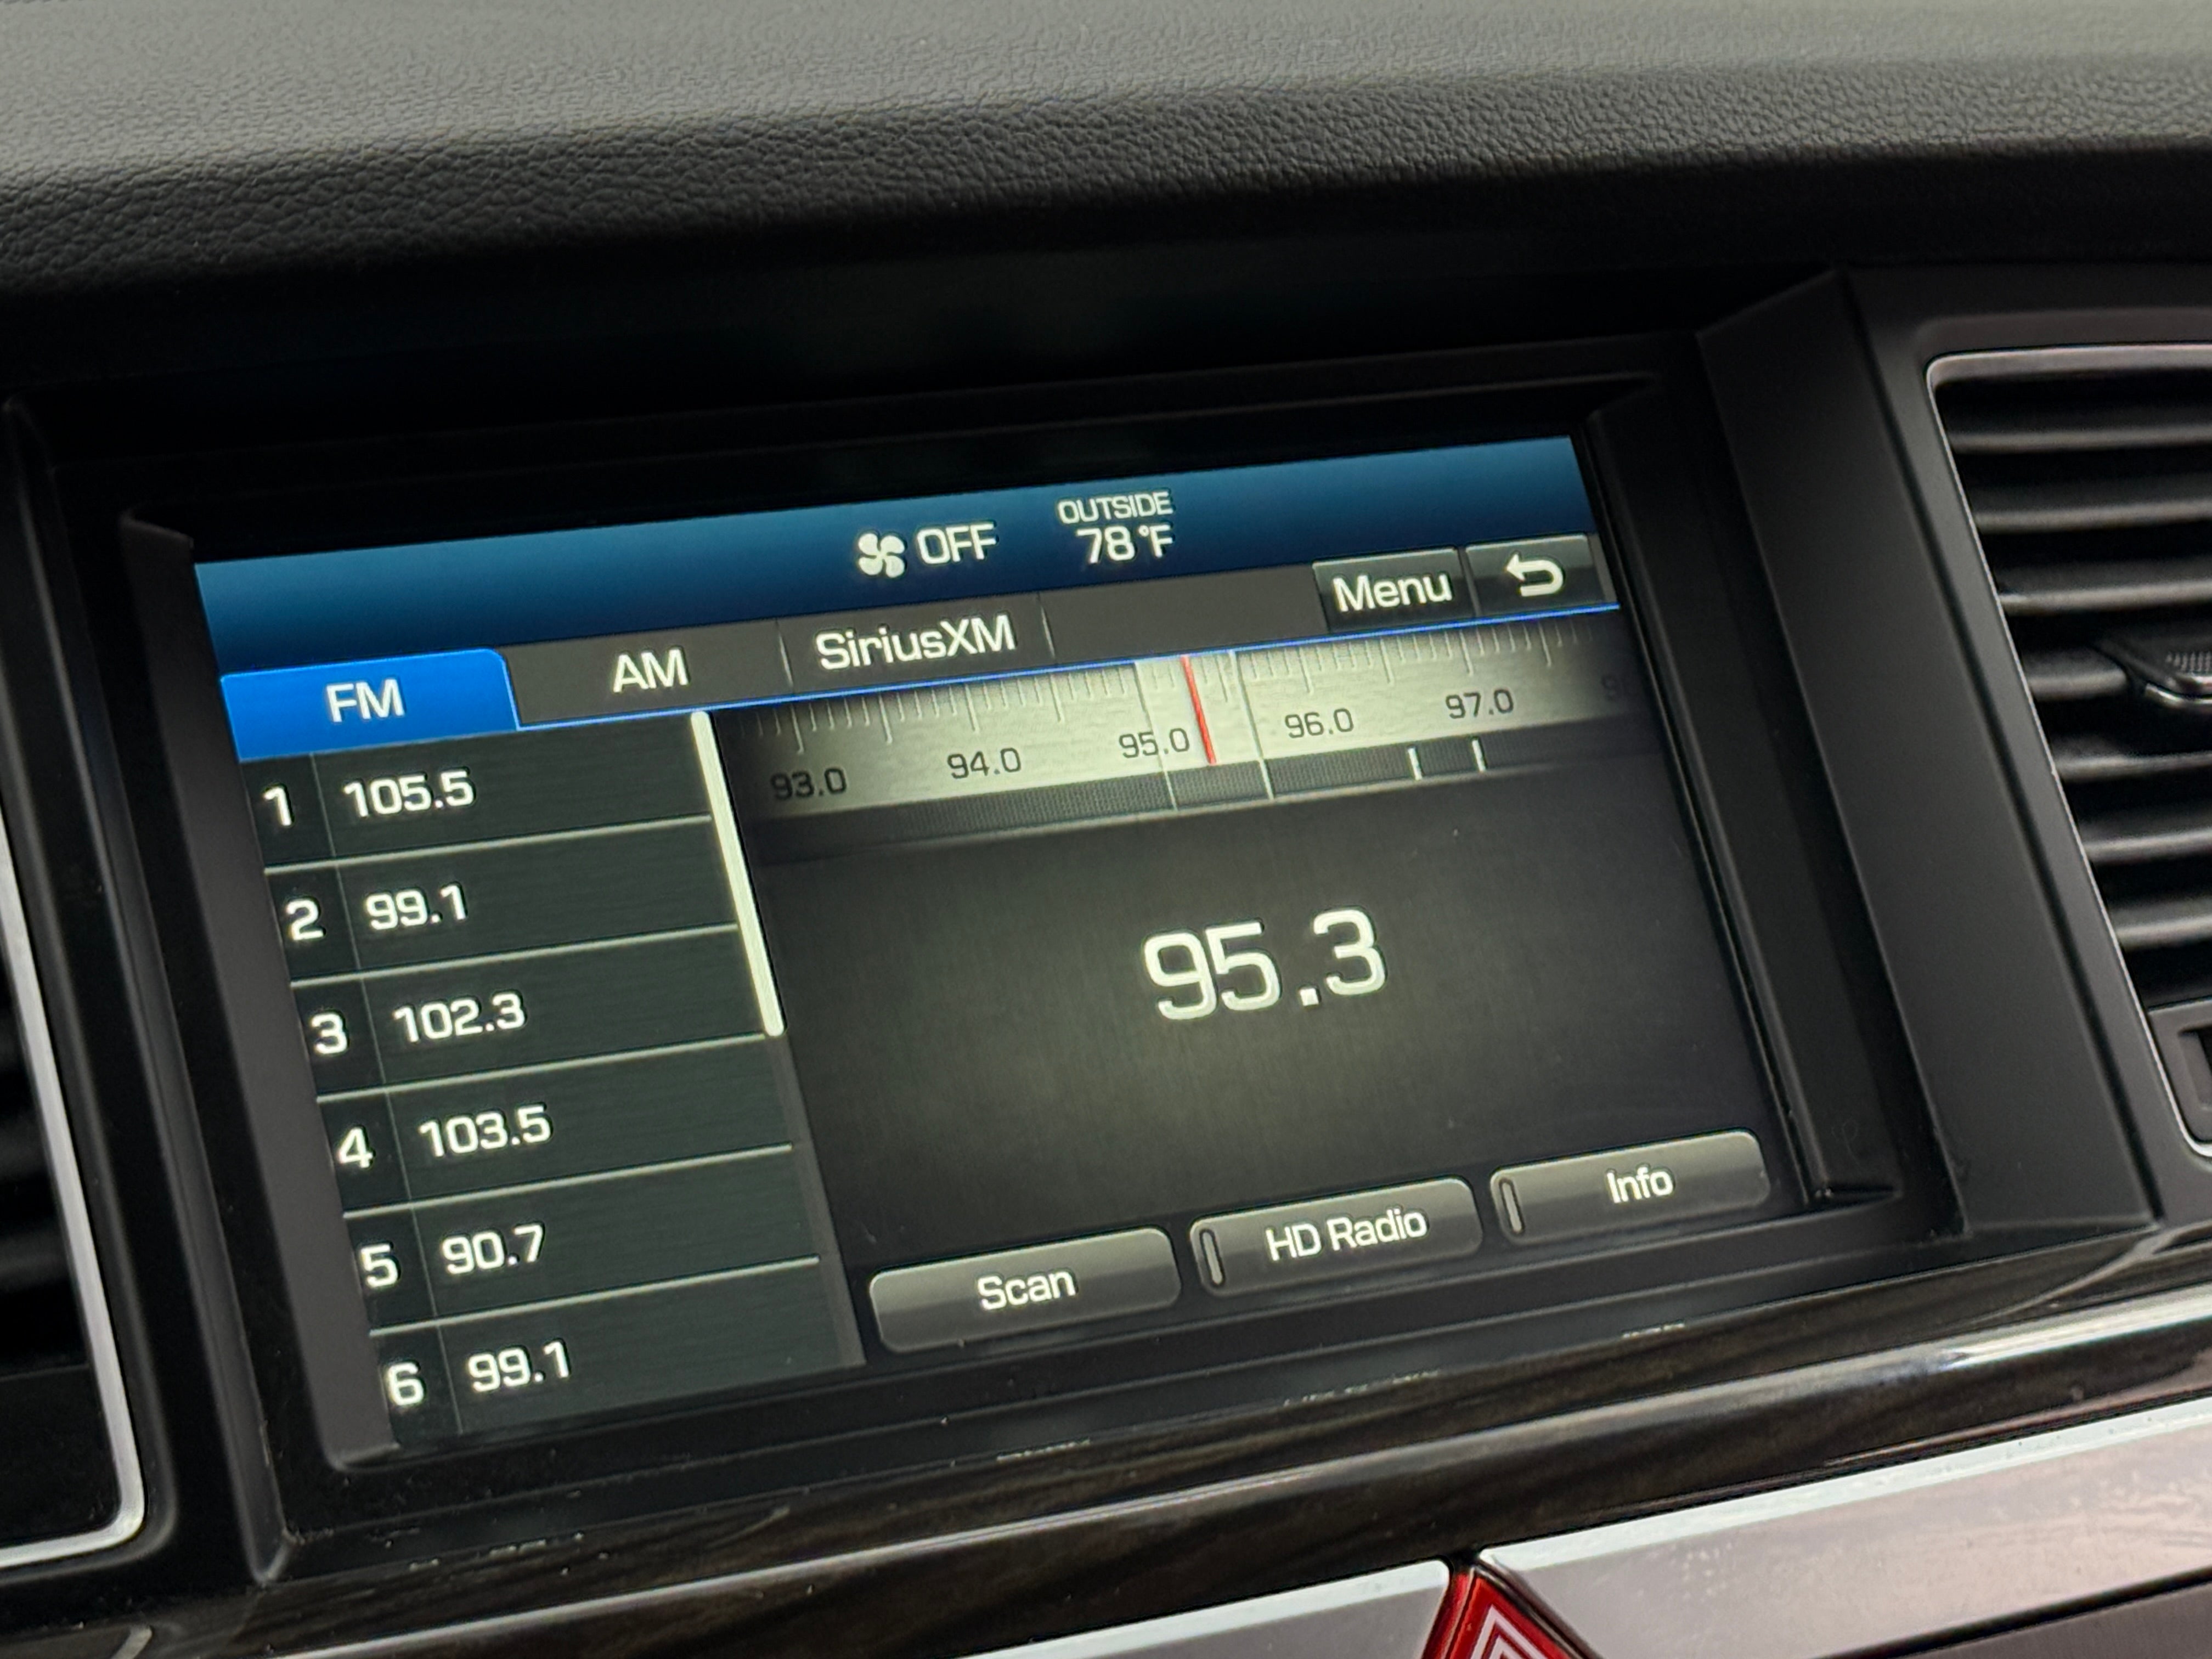 OFF
OUTSIDE
78°F
Menu
FM
AM
SiriusXM
93.0 94.0 95.0 96.0 97.0
1 105.5
2 99.1
3 102.3
4 103.5
5 90.7
6 99.1
95.3
Scan
HD Radio
Info